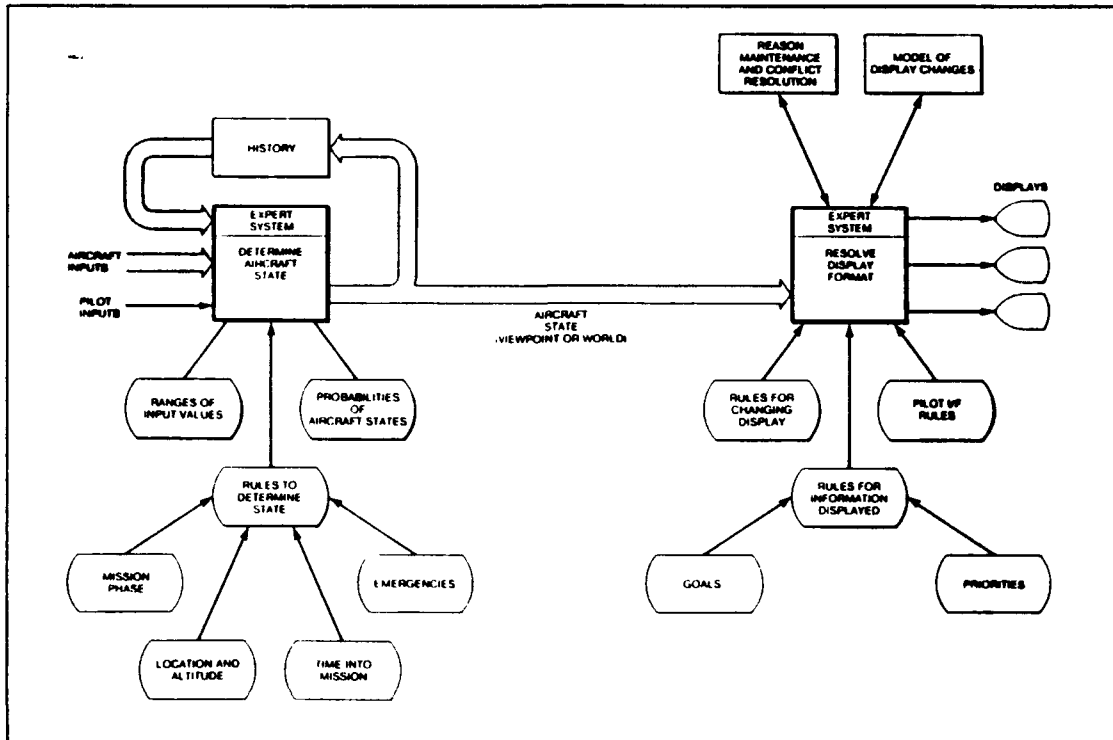 REASON
MAINTENANCE
AND CONFLICT
RESOLUTION
MODEL OF
DISPLAY CHANGES
HISTORY
DISPLAYS
EXPERT
SYSTEM
DETERMINE
AIRCRAFT
STATE
AIRCRAFT
INPUTS
PILOT
INPUTS
EXPERT
SYSTEM
RESOLVE
DISPLAY
FORMAT
AIRCRAFT
STATE
(VIEWPOINT OR WORLD)
RANGES OF
INPUT VALUES
PROBABILITIES
OF
AIRCRAFT STATES
RULES FOR
CHANGING
DISPLAY
PILOT I/F
RULES
RULES TO
DETERMINE
STATE
RULES FOR
INFORMATION
DISPLAYED
MISSION
PHASE
EMERGENCIES
GOALS
PRIORITIES
LOCATION AND
ALTITUDE
TIME INTO
MISSION